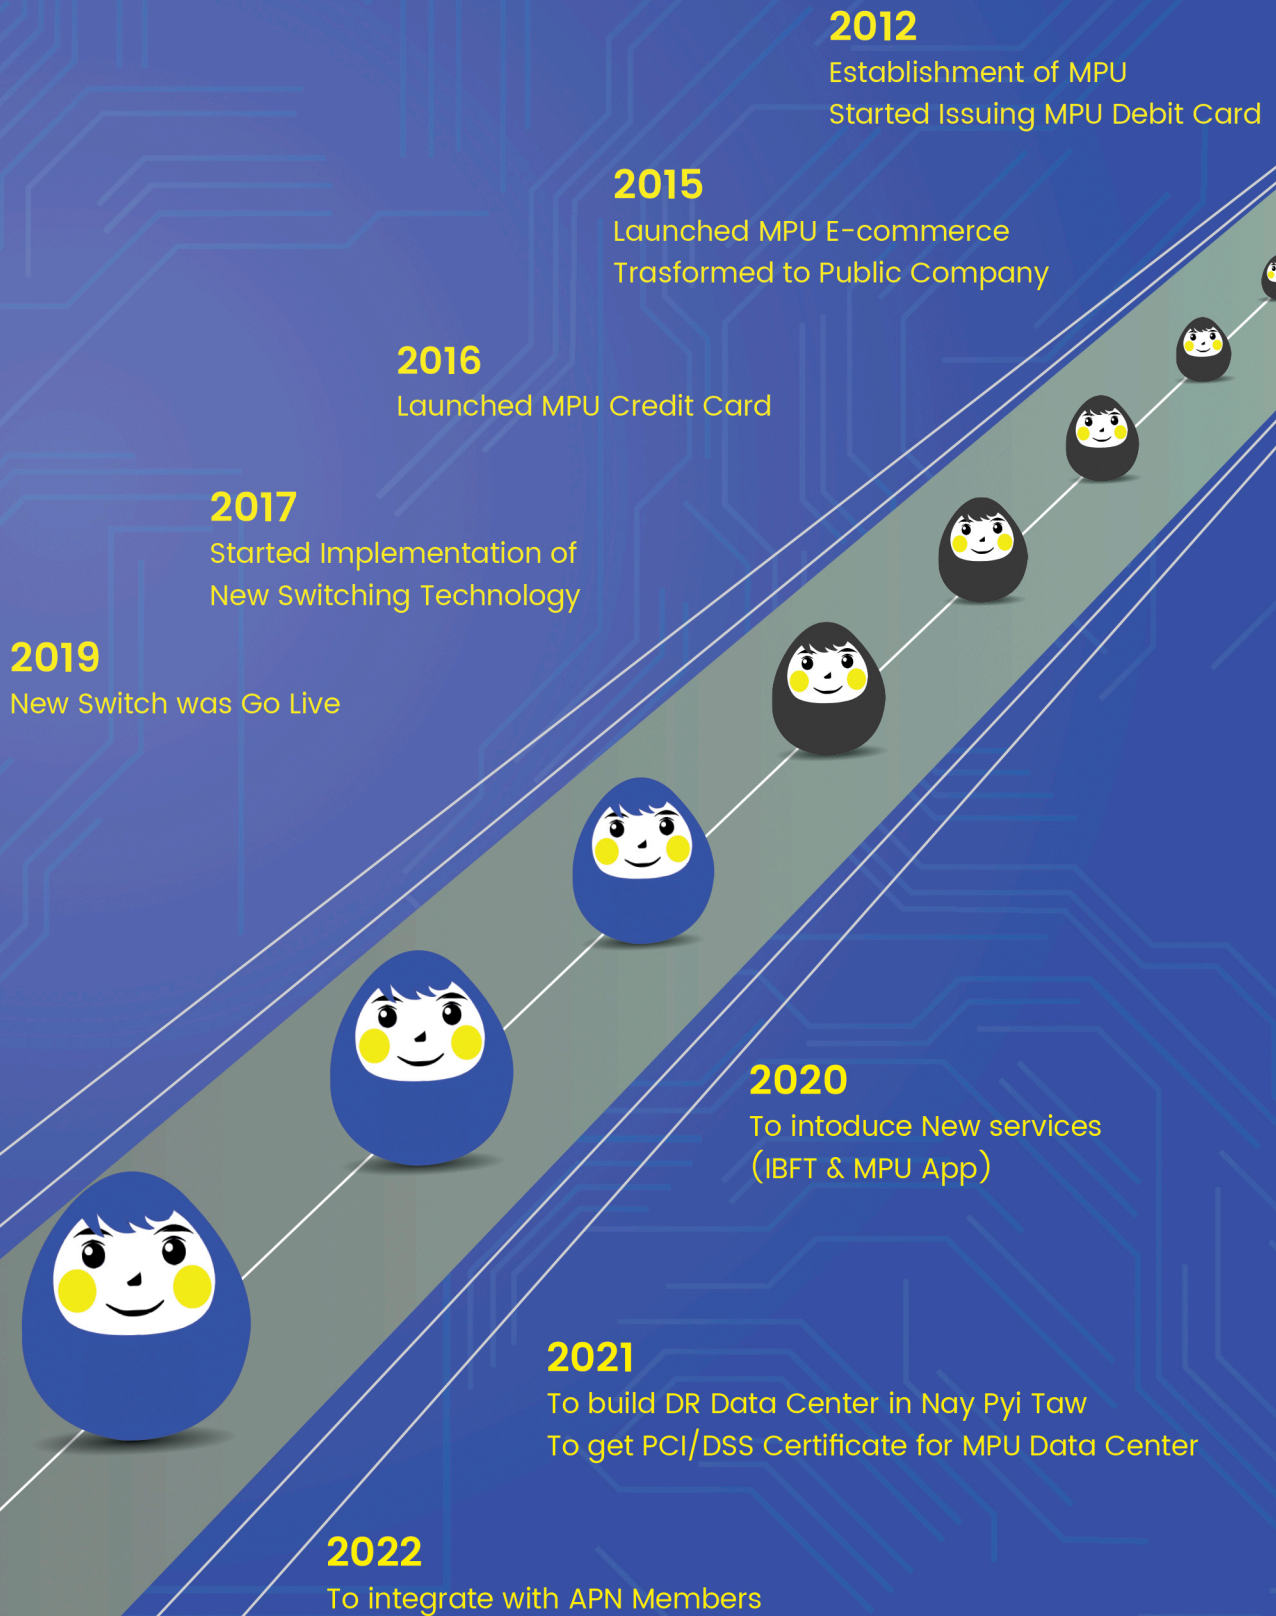 2012
Establishment of MPU
Started Issuing MPU Debit Card
2015
Launched MPU E-commerce
Trasformed to Public Company
2016
Launched MPU Credit Card
2017
Started Implementation of
New Switching Technology
2019
New Switch was Go Live
2020
To intoduce New services
(IBFT & MPU App)
2021
To build DR Data Center in Nay Pyi Taw
To get PCI/DSS Certificate for MPU Data Center
2022
To integrate with APN Members